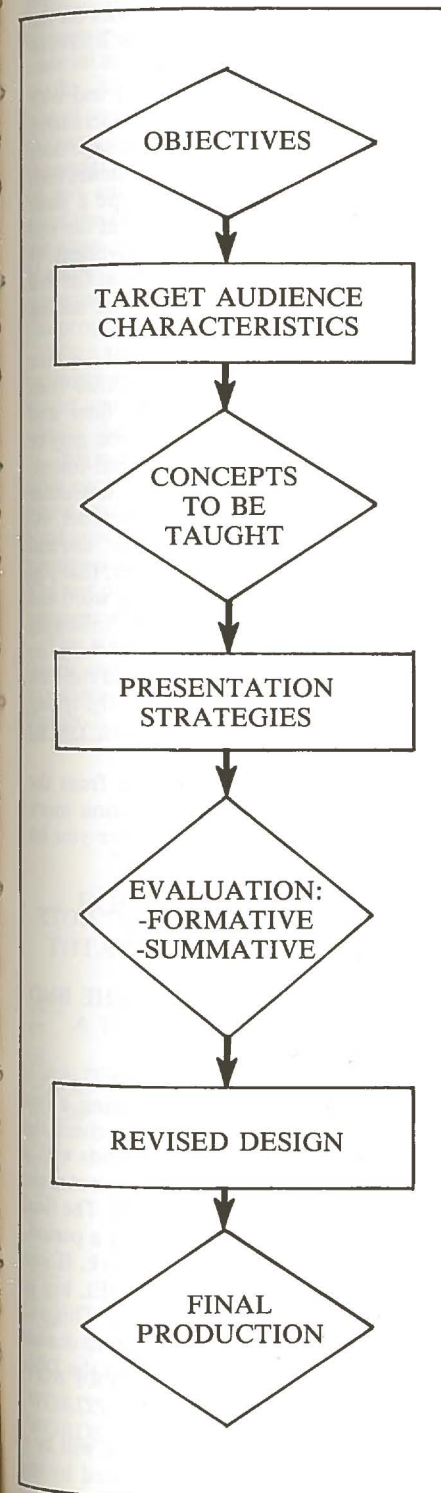 OBJECTIVES
TARGET AUDIENCE
CHARACTERISTICS
CONCEPTS
TO BE
TAUGHT
PRESENTATION
STRATEGIES
EVALUATION:
-FORMATIVE
-SUMMATIVE
REVISED DESIGN
FINAL
PRODUCTION